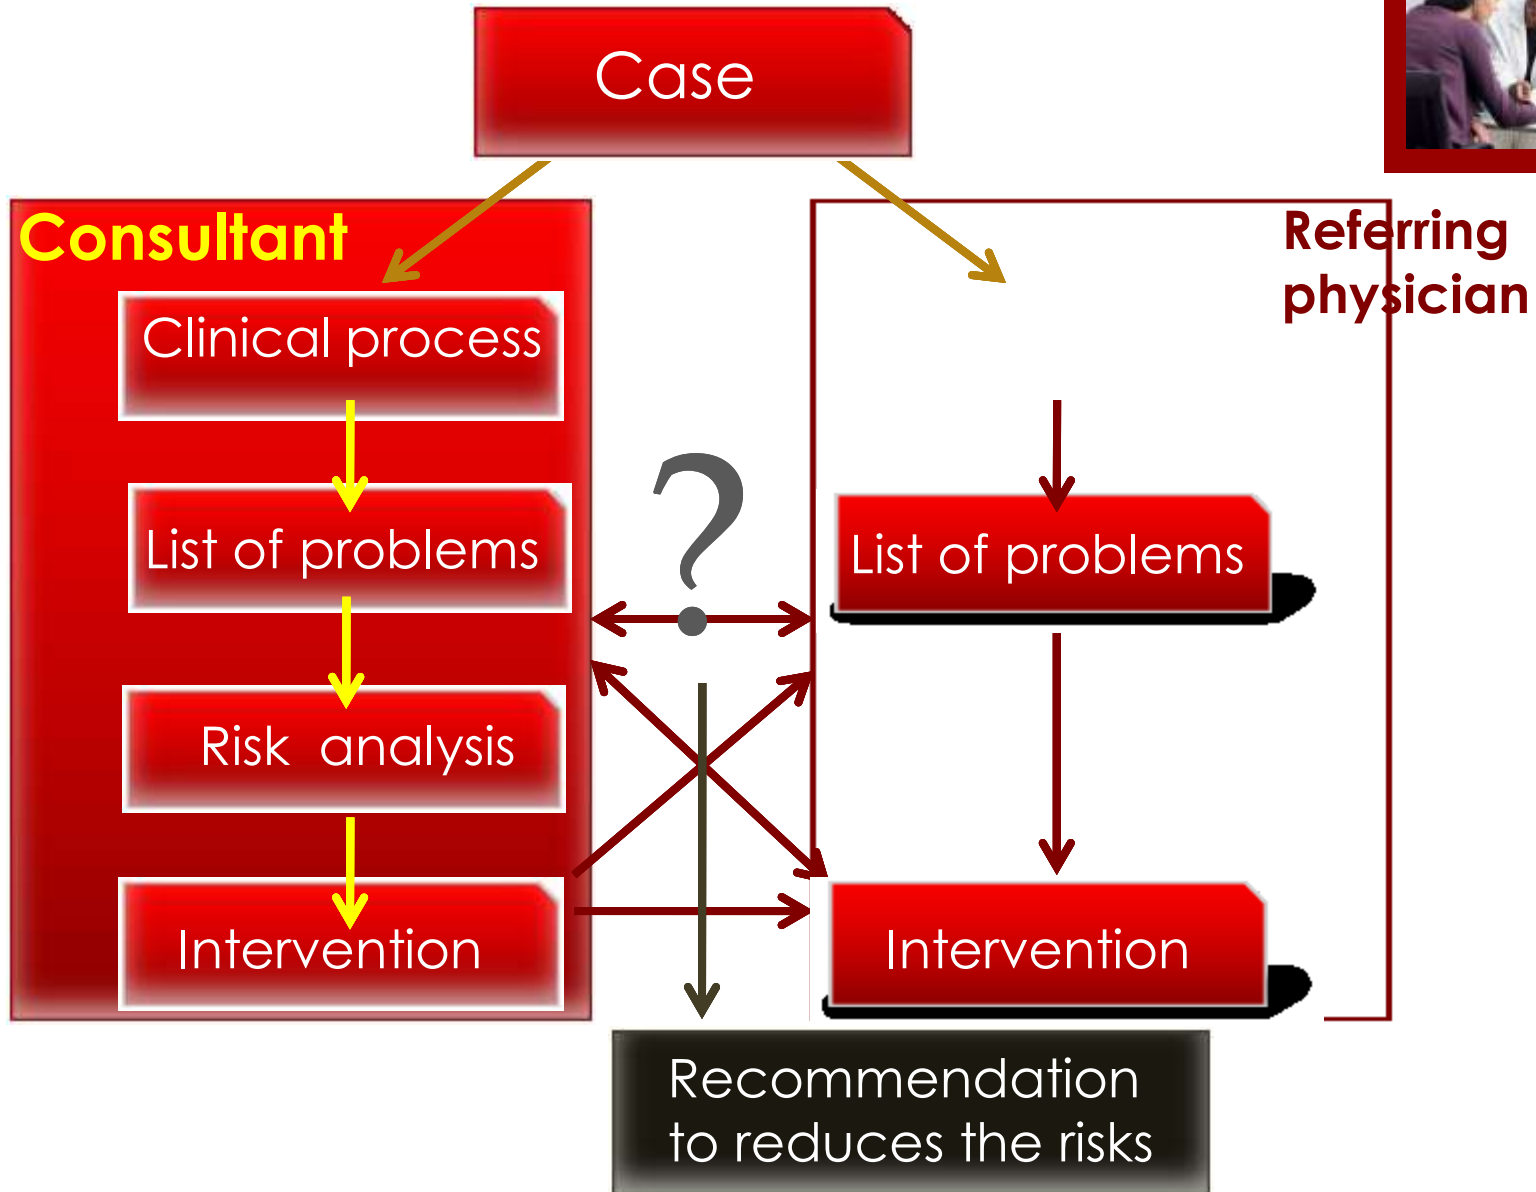 Case
Consultant
Clinical process
List of problems
Risk analysis
Intervention
?
Referring
physician
List of problems
Intervention
Recommendation
to reduces the risks